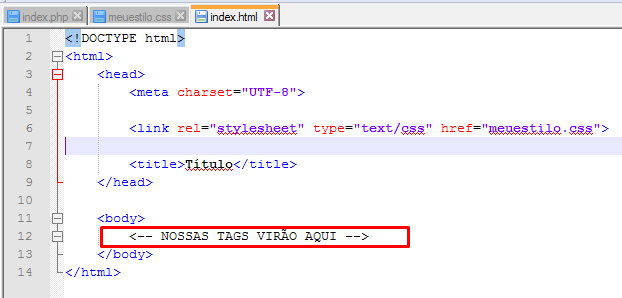 index.php meuestilo.css index.html
1 <!DOCTYPE html>
2 <html>
3 <head>
4 <meta charset="UTF-8">
5
6 <link rel="stylesheet" type="text/css" href="meuestilo.css">
7
8 <title>Título</title>
9 </head>
10
11 <body>
12 <-- NOSSAS TAGS VIRÃO AQUI -->
13 </body>
14 </html>